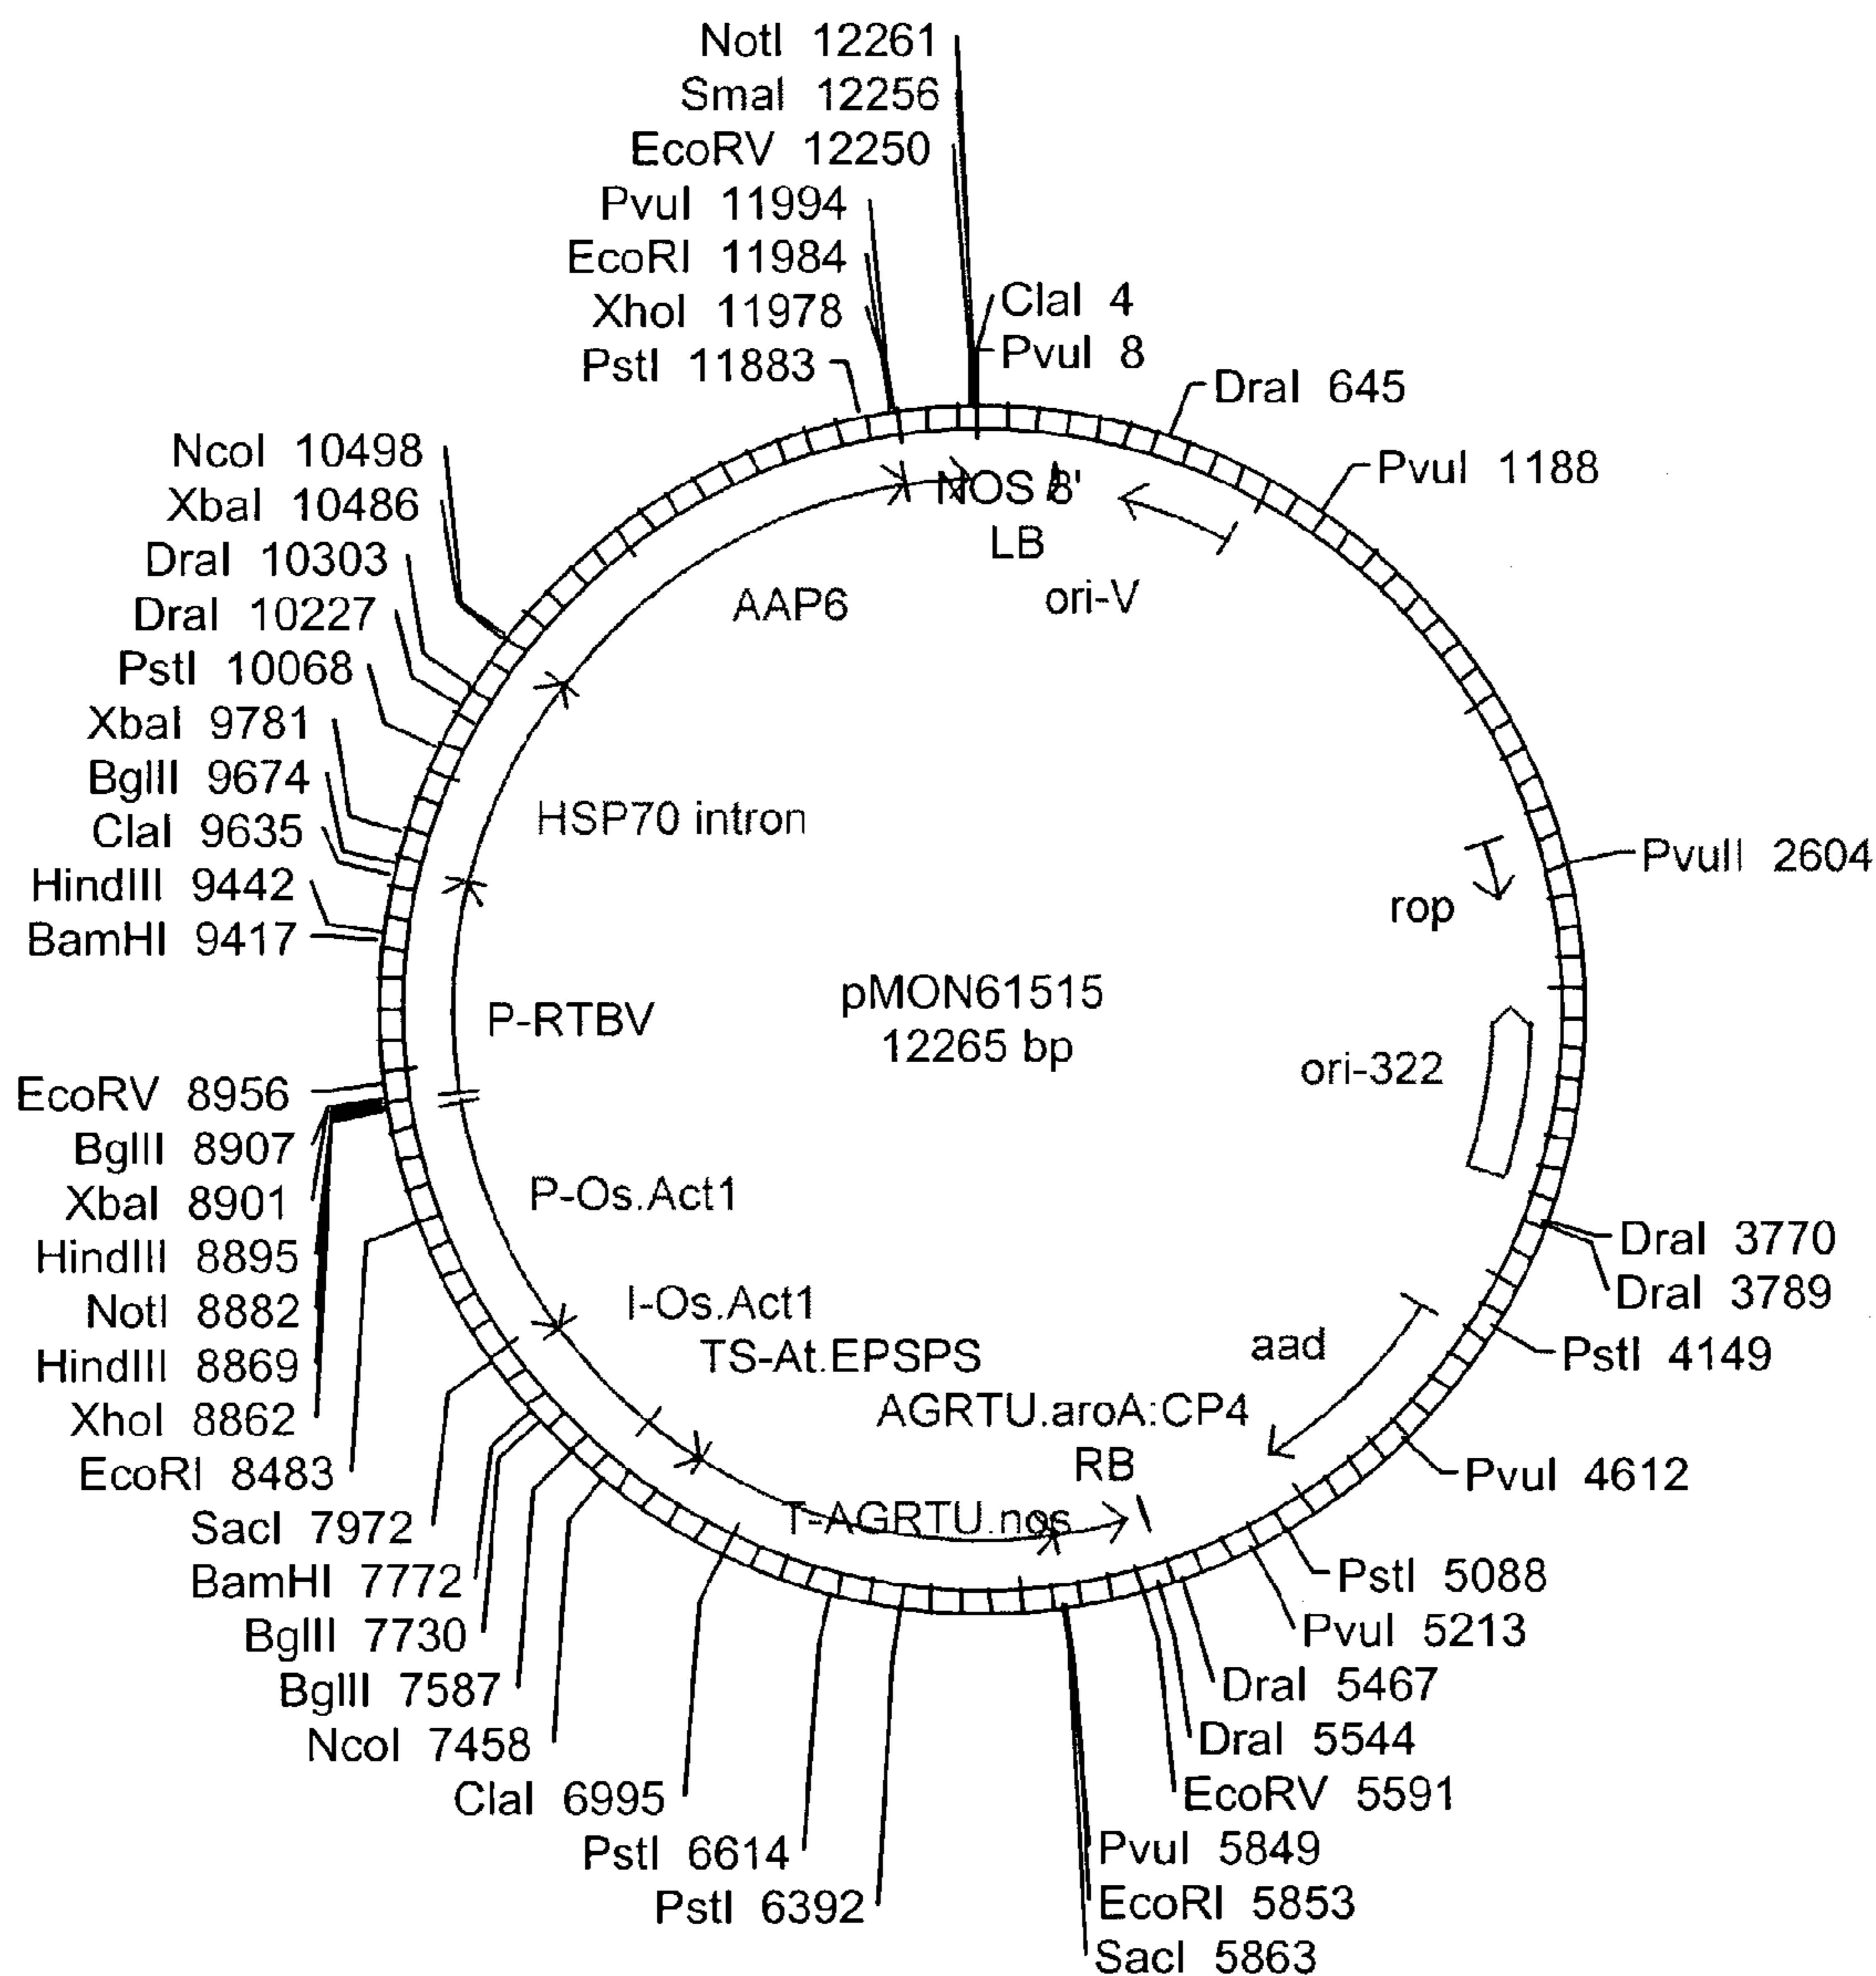 NotI 12261
SmaI 12256
EcoRV 12250
PvuI 11994
EcoRI 11984
XhoI 11978
PstI 11883
ClaI 4
PvuI 8
DraI 645
PvuI 1188
NcoI 10498
XbaI 10486
DraI 10303
DraI 10227
PstI 10068
XbaI 9781
BglII 9674
ClaI 9635
HindIII 9442
BamHI 9417
NOS 3'
LB
ori-V
AAP6
HSP70 intron
PvuII 2604
rop
pMON61515
12265 bp
P-RTBV
ori-322
EcoRV 8956
BglII 8907
XbaI 8901
HindIII 8895
NotI 8882
HindIII 8869
XhoI 8862
EcoRI 8483
SacI 7972
BamHI 7772
BglII 7730
BglII 7587
NcoI 7458
ClaI 6995
PstI 6614
PstI 6392
P-Os.Act1
I-Os.Act1
TS-At.EPSPS
AGRTU.aroA:CP4
RB
T-AGRTU.nos
aad
DraI 3770
DraI 3789
PstI 4149
PvuI 4612
PstI 5088
PvuI 5213
DraI 5467
DraI 5544
EcoRV 5591
PvuI 5849
EcoRI 5853
SacI 5863